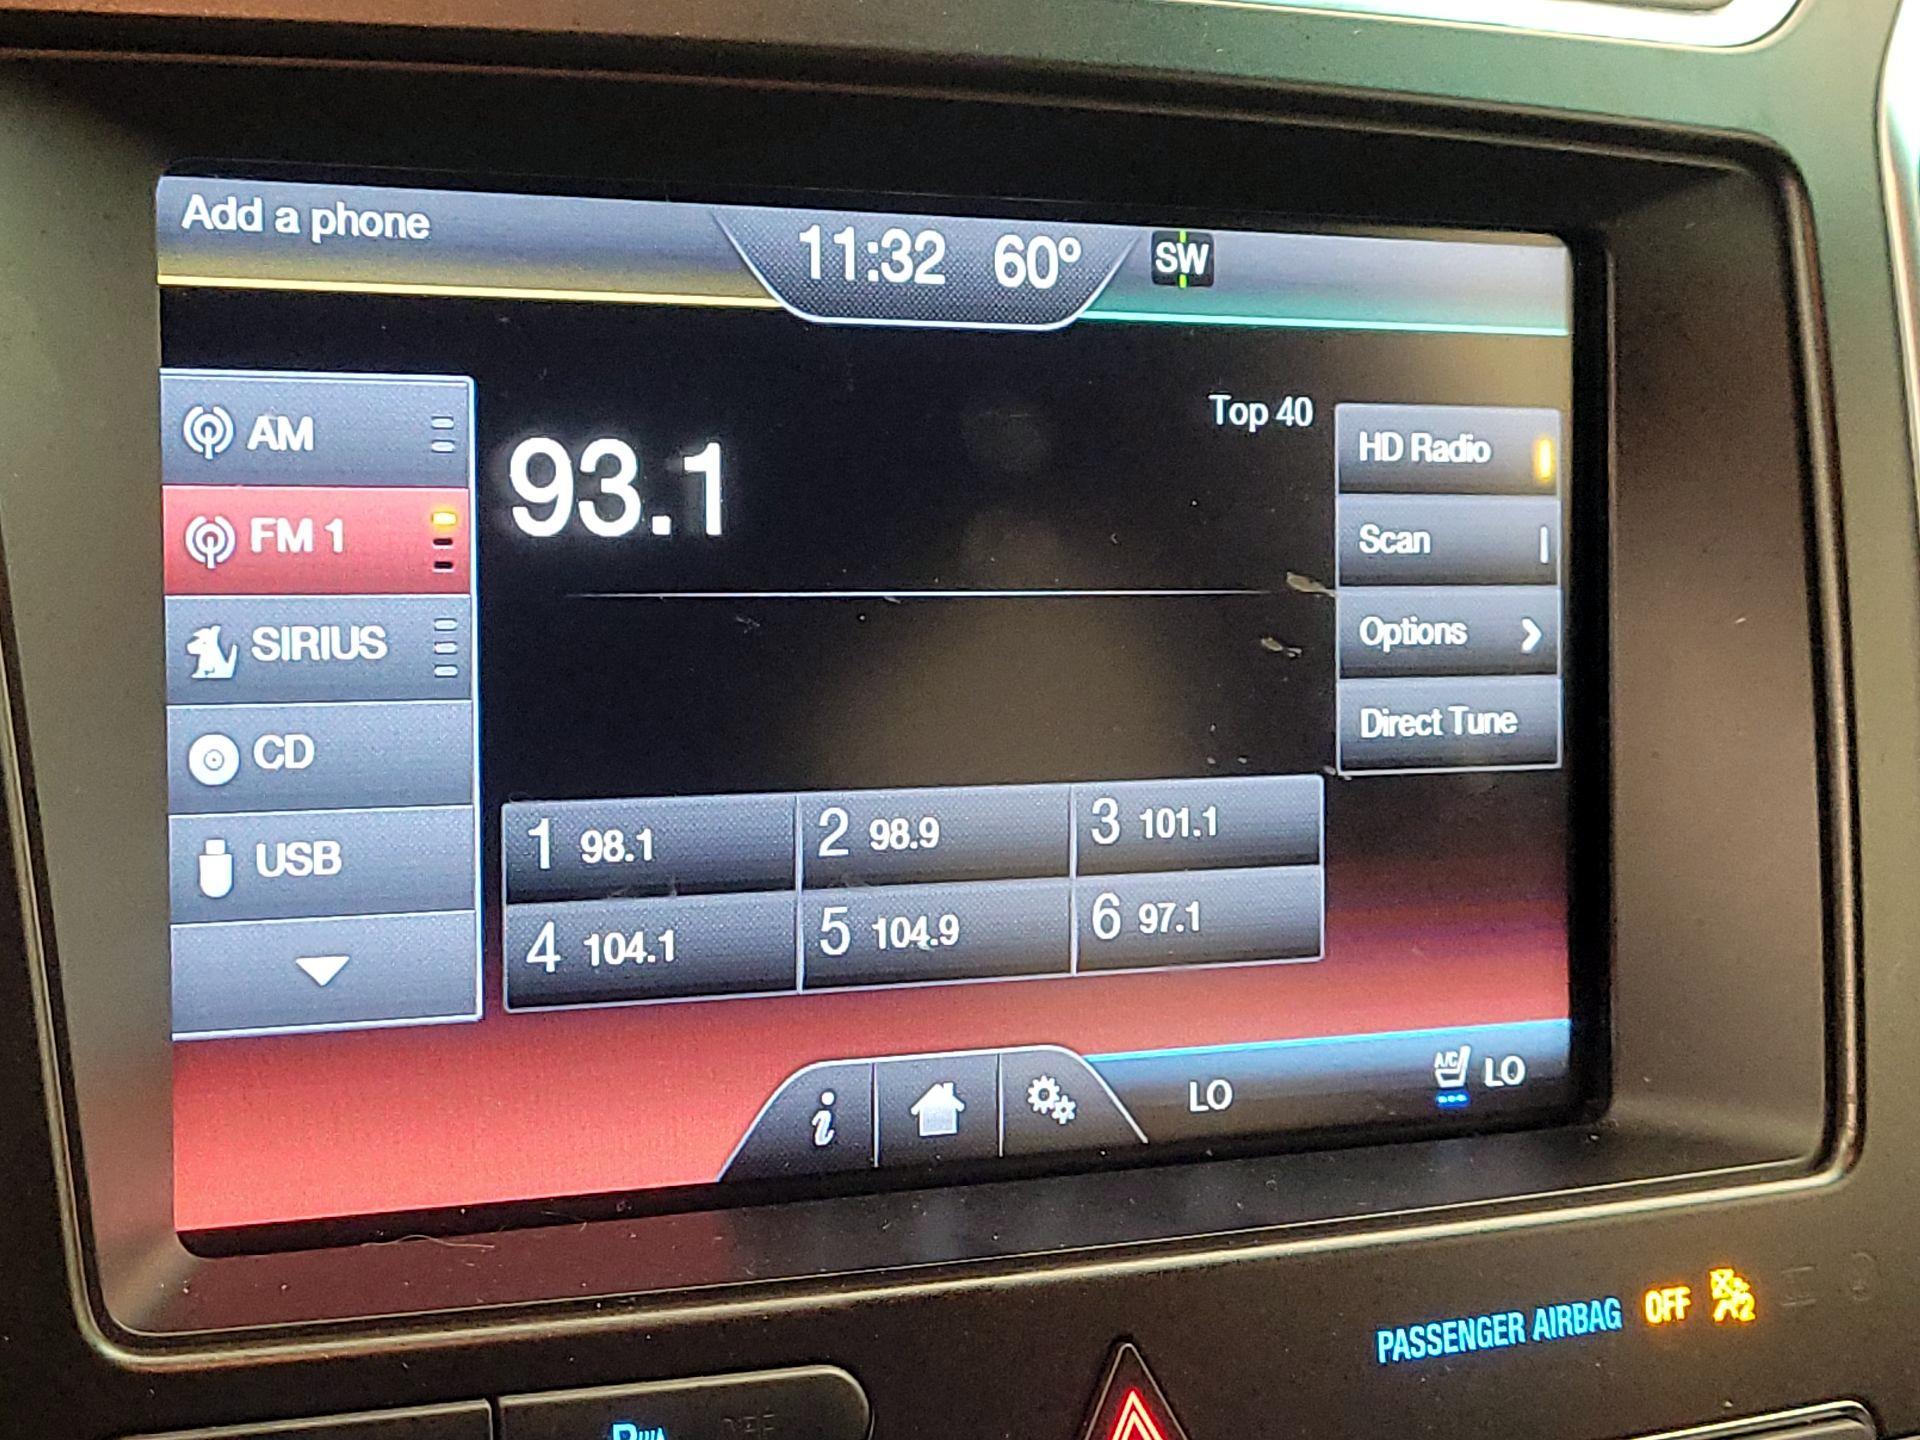 Add a phone
11:32 60° SW
AM
FM 1
SIRIUS
CD
USB
93.1
Top 40
HD Radio
Scan
Options
Direct Tune
1 98.1
2 98.9
3 101.1
4 104.1
5 104.9
6 97.1
i
LO
A/C LO
PASSENGER AIRBAG OFF